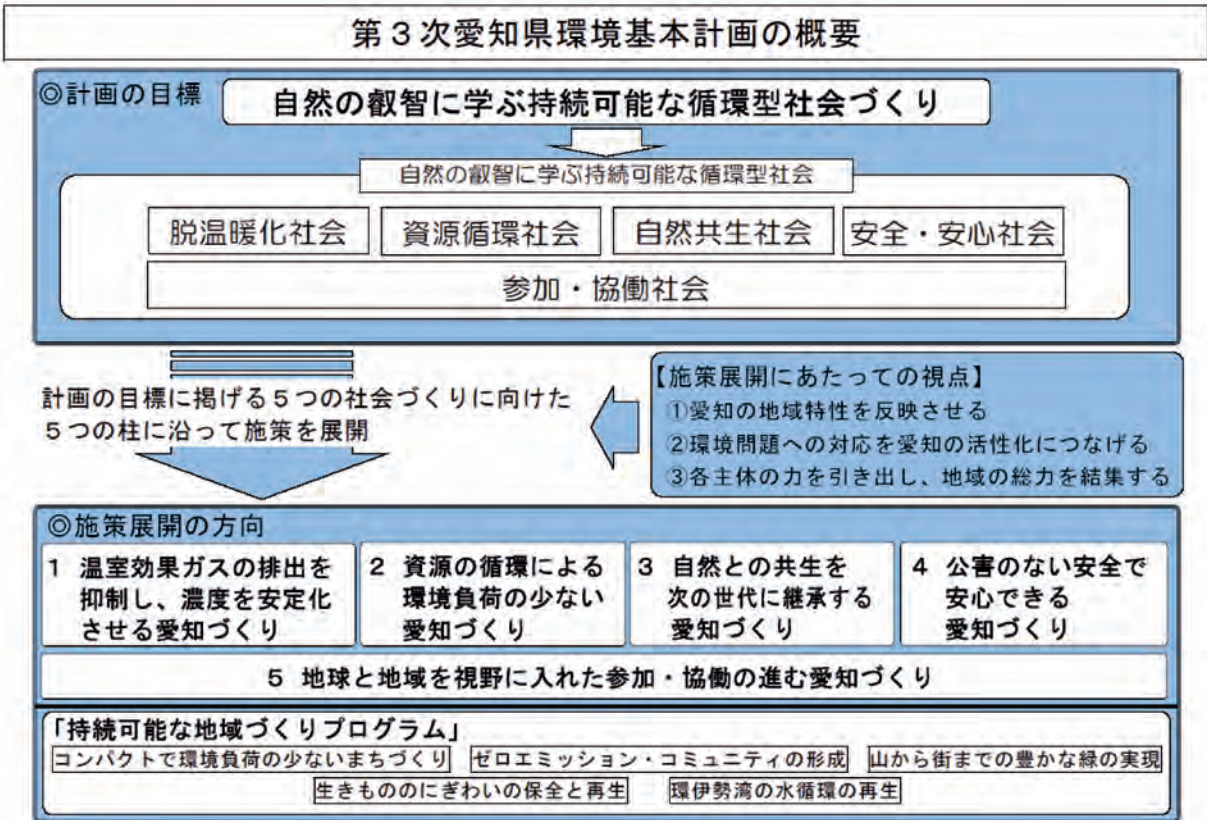 第３次愛知県環境基本計画の概要
◎計画の目標
自然の叡智に学ぶ持続可能な循環型社会づくり
自然の叡智に学ぶ持続可能な循環型社会
脱温暖化社会
資源循環社会
自然共生社会
安全・安心社会
参加・協働社会
計画の目標に掲げる５つの社会づくりに向けた
５つの柱に沿って施策を展開
【施策展開にあたっての視点】
①愛知の地域特性を反映させる
②環境問題への対応を愛知の活性化につなげる
③各主体の力を引き出し、地域の総力を結集する
◎施策展開の方向
１ 温室効果ガスの排出を
抑制し、濃度を安定化
させる愛知づくり
２ 資源の循環による
環境負荷の少ない
愛知づくり
３ 自然との共生を
次の世代に継承する
愛知づくり
４ 公害のない安全で
安心できる
愛知づくり
５ 地球と地域を視野に入れた参加・協働の進む愛知づくり
「持続可能な地域づくりプログラム」
コンパクトで環境負荷の少ないまちづくり
ゼロエミッション・コミュニティの形成
山から街までの豊かな緑の実現
生きもののにぎわいの保全と再生
環伊勢湾の水循環の再生